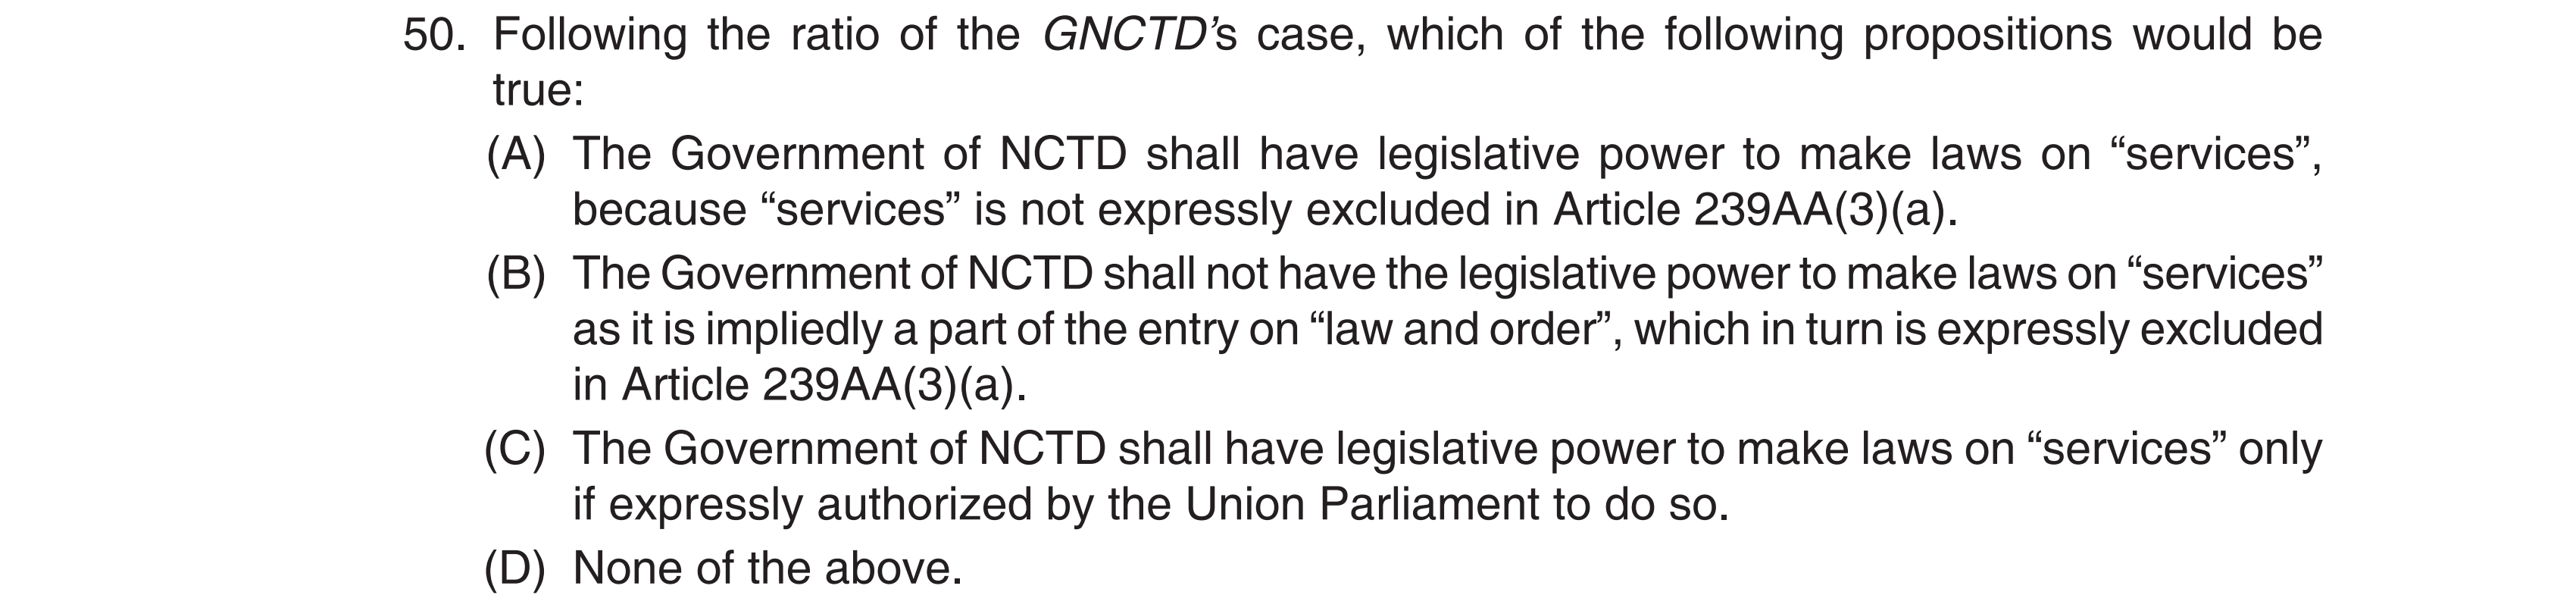 50. Following the ratio of the GNCTD’s case, which of the following propositions would be
true:
(A) The Government of NCTD shall have legislative power to make laws on “services”,
because “services” is not expressly excluded in Article 239AA(3)(a).
(B) The Government of NCTD shall not have the legislative power to make laws on “services”
as it is impliedly a part of the entry on “law and order”, which in turn is expressly excluded
in Article 239AA(3)(a).
(C) The Government of NCTD shall have legislative power to make laws on “services” only
if expressly authorized by the Union Parliament to do so.
(D) None of the above.